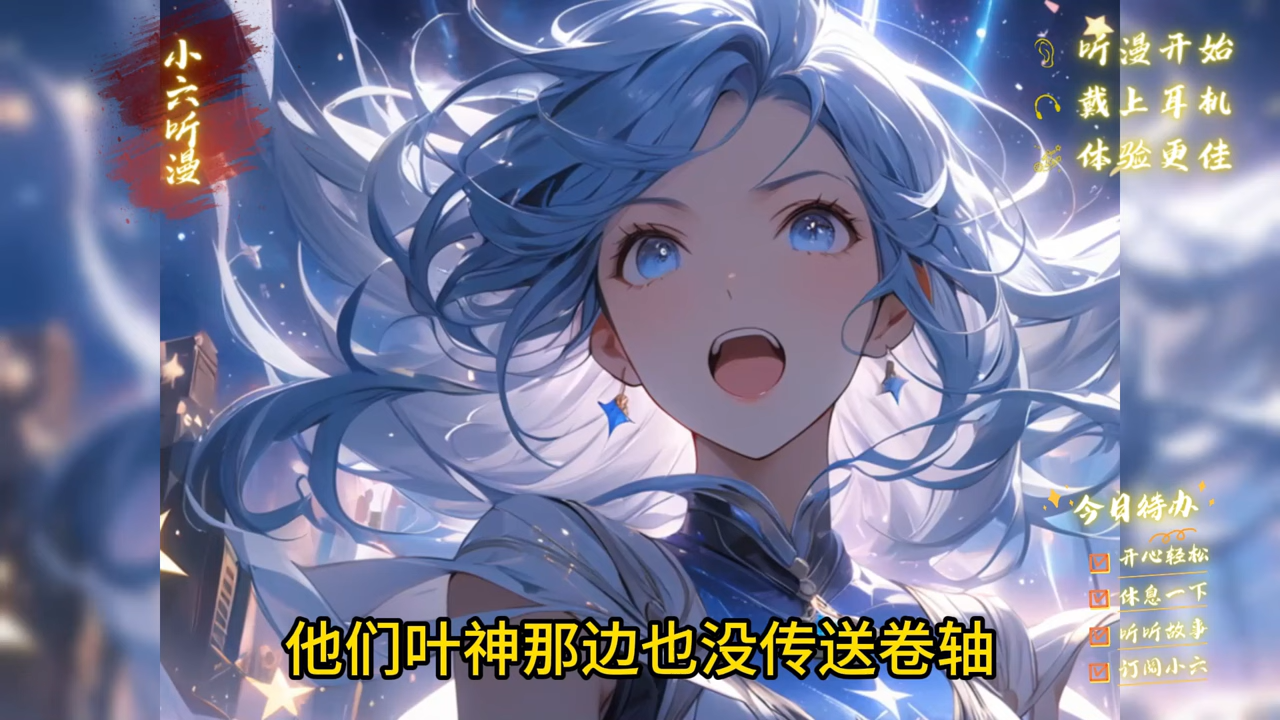 小六听漫
听漫开始
戴上耳机
体验更佳
今日待办
开心轻松
休息一下
听听故事
订阅小六
他们叶神那边也没传送卷轴